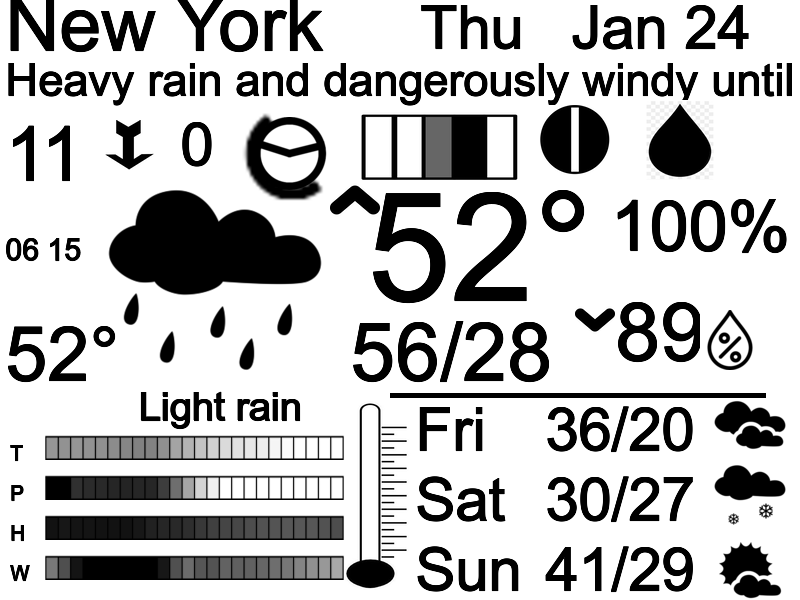 New York Thu Jan 24
Heavy rain and dangerously windy until
11 0
52° 100%
06 15
52° 56/28 89%
Light rain
T
P
H
W
Fri 36/20
Sat 30/27
Sun 41/29